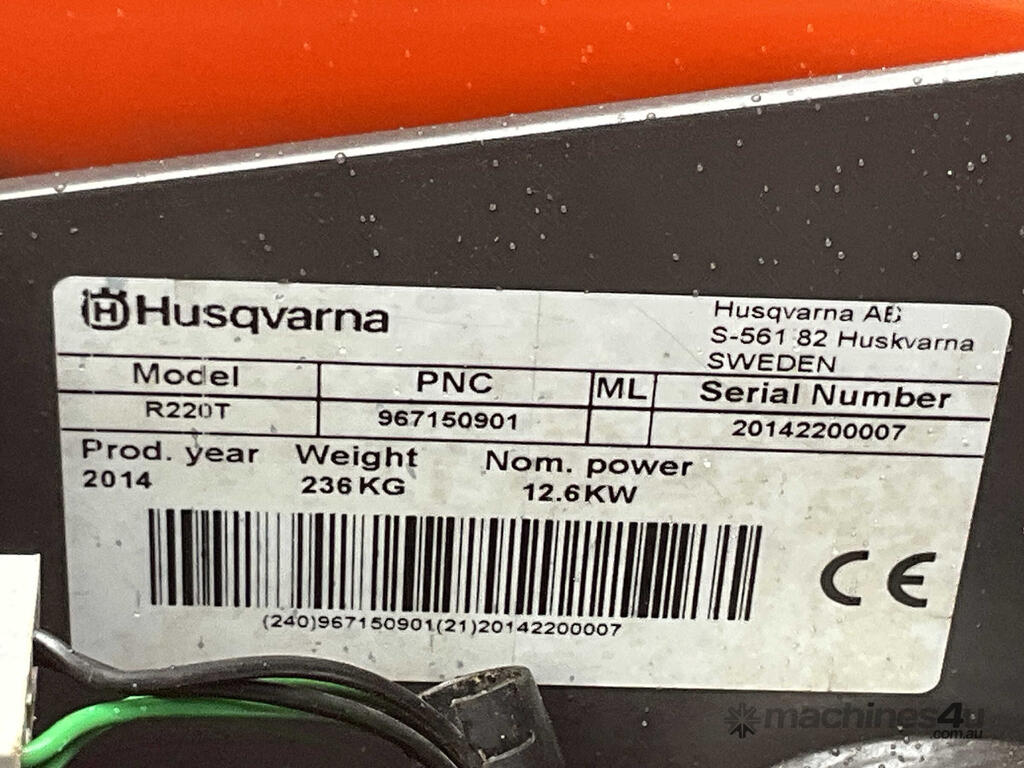 Husqvarna
Husqvarna AB
S-561 82 Huskvarna
SWEDEN
Model PNC ML Serial Number
R220T 967150901 20142200007
Prod. year Weight Nom. power
2014 236KG 12.6KW
(240)967150901(21)20142200007
CE
machines4u
.com.au